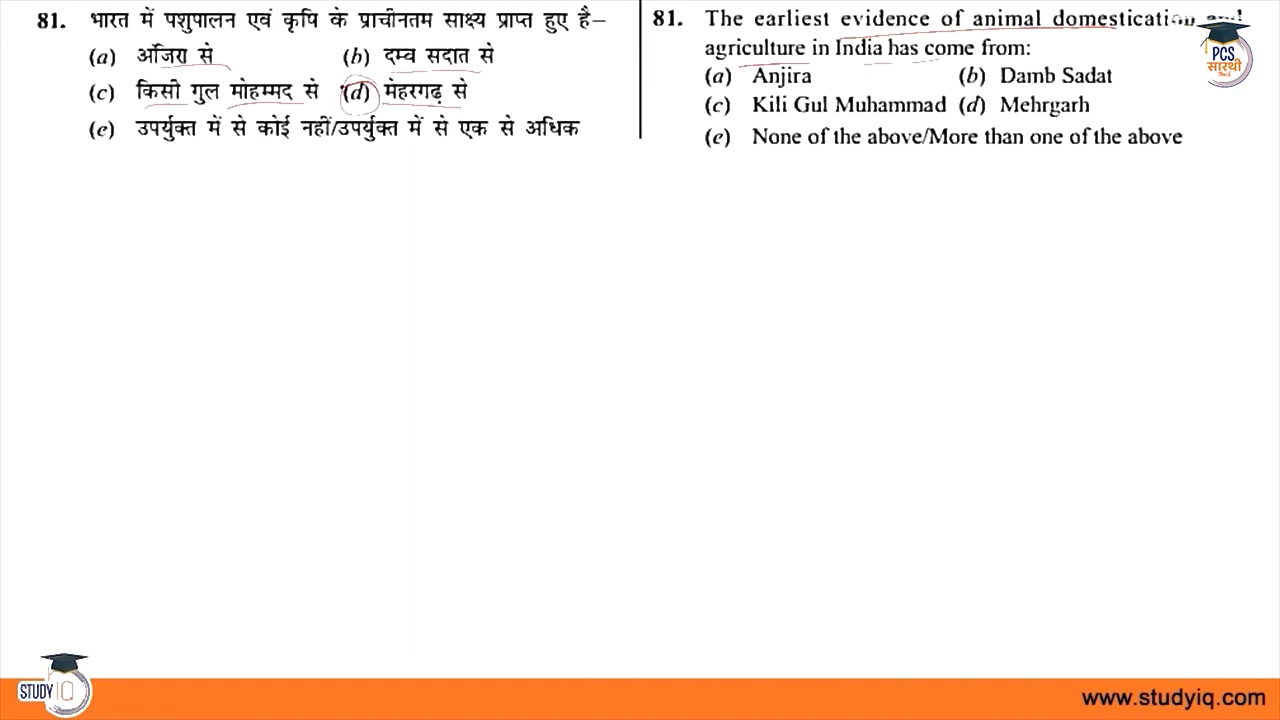 81. भारत में पशुपालन एवं कृषि के प्राचीनतम साक्ष्य प्राप्त हुए है–
(a) अंजिरा से (b) दम्ब सदात से
(c) किसी गुल मोहम्मद से (d) मेहरगढ़ से
(e) उपर्युक्त में से कोई नहीं/उपर्युक्त में से एक से अधिक
81. The earliest evidence of animal domestication and
agriculture in India has come from:
(a) Anjira (b) Damb Sadat
(c) Kili Gul Muhammad (d) Mehrgarh
(e) None of the above/More than one of the above
PCS
सारथी
STUDY IQ
www.studyiq.com